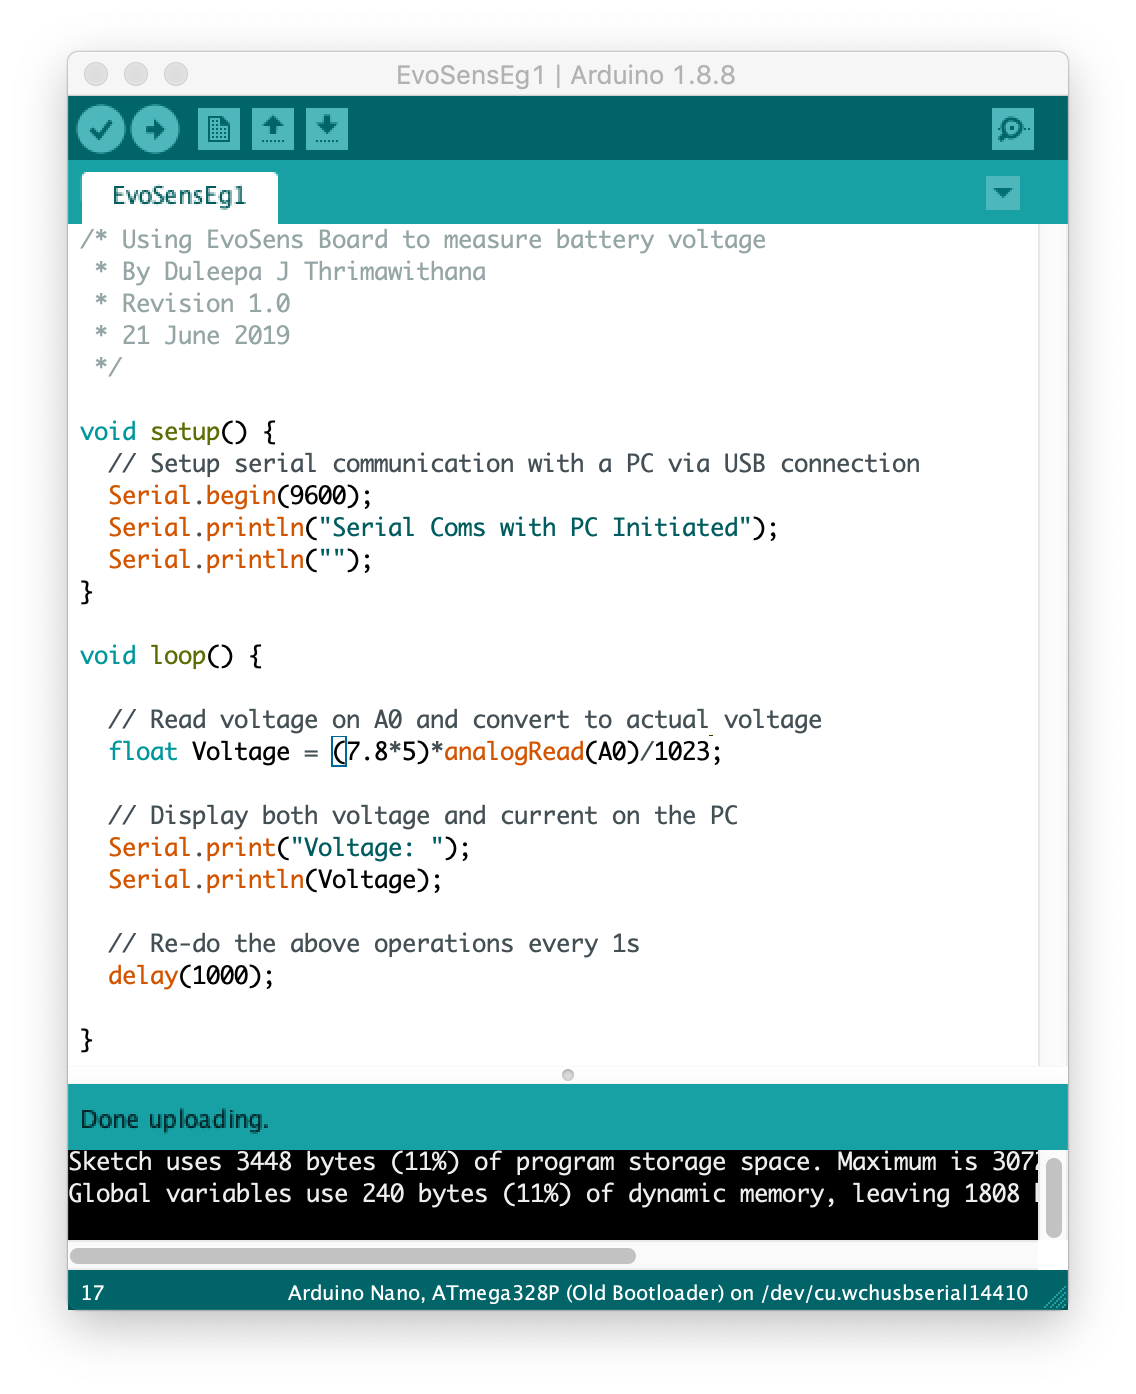 EvoSensEg1 | Arduino 1.8.8
EvoSensEg1
/* Using EvoSens Board to measure battery voltage
 * By Duleepa J Thrimawithana
 * Revision 1.0
 * 21 June 2019
 */
void setup() {
  // Setup serial communication with a PC via USB connection
  Serial.begin(9600);
  Serial.println("Serial Coms with PC Initiated");
  Serial.println("");
}
void loop() {
  // Read voltage on A0 and convert to actual voltage
  float Voltage = (7.8*5)*analogRead(A0)/1023;
  // Display both voltage and current on the PC
  Serial.print("Voltage: ");
  Serial.println(Voltage);
  // Re-do the above operations every 1s
  delay(1000);
}
Done uploading.
Sketch uses 3448 bytes (11%) of program storage space. Maximum is 3072
Global variables use 240 bytes (11%) of dynamic memory, leaving 1808
17
Arduino Nano, ATmega328P (Old Bootloader) on /dev/cu.wchusbserial14410